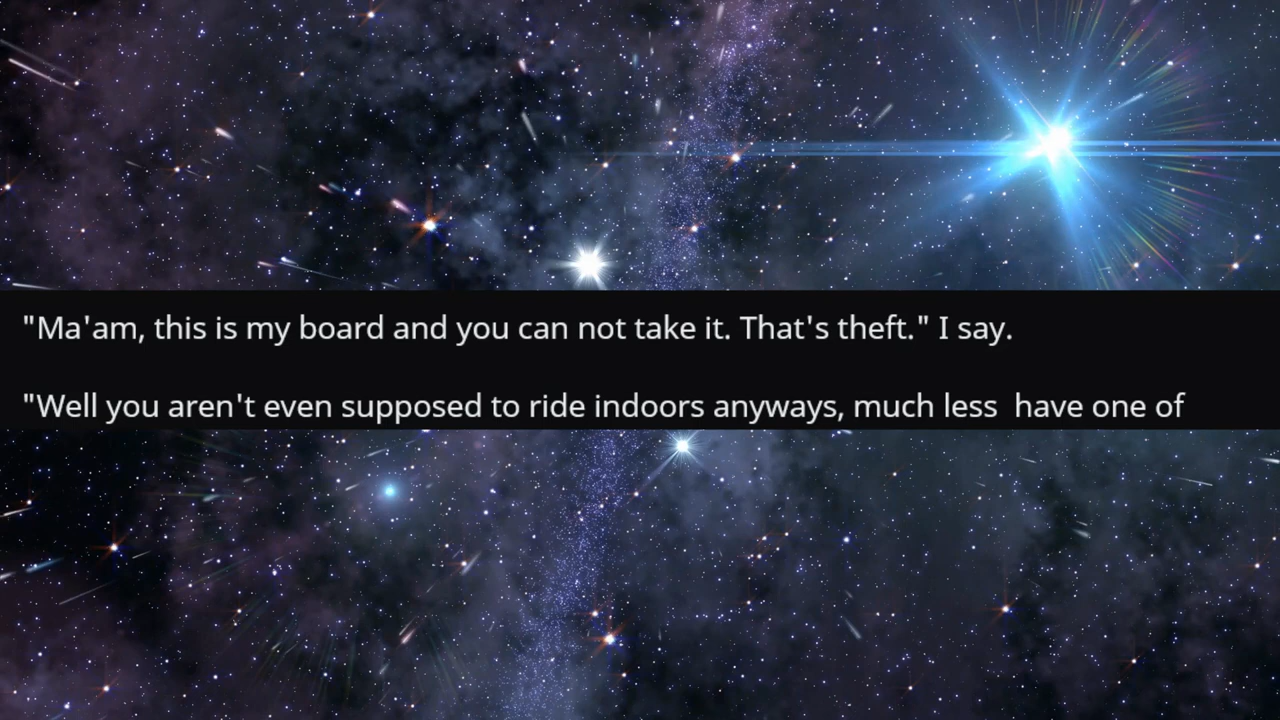 "Ma'am, this is my board and you can not take it. That's theft." I say.
"Well you aren't even supposed to ride indoors anyways, much less  have one of